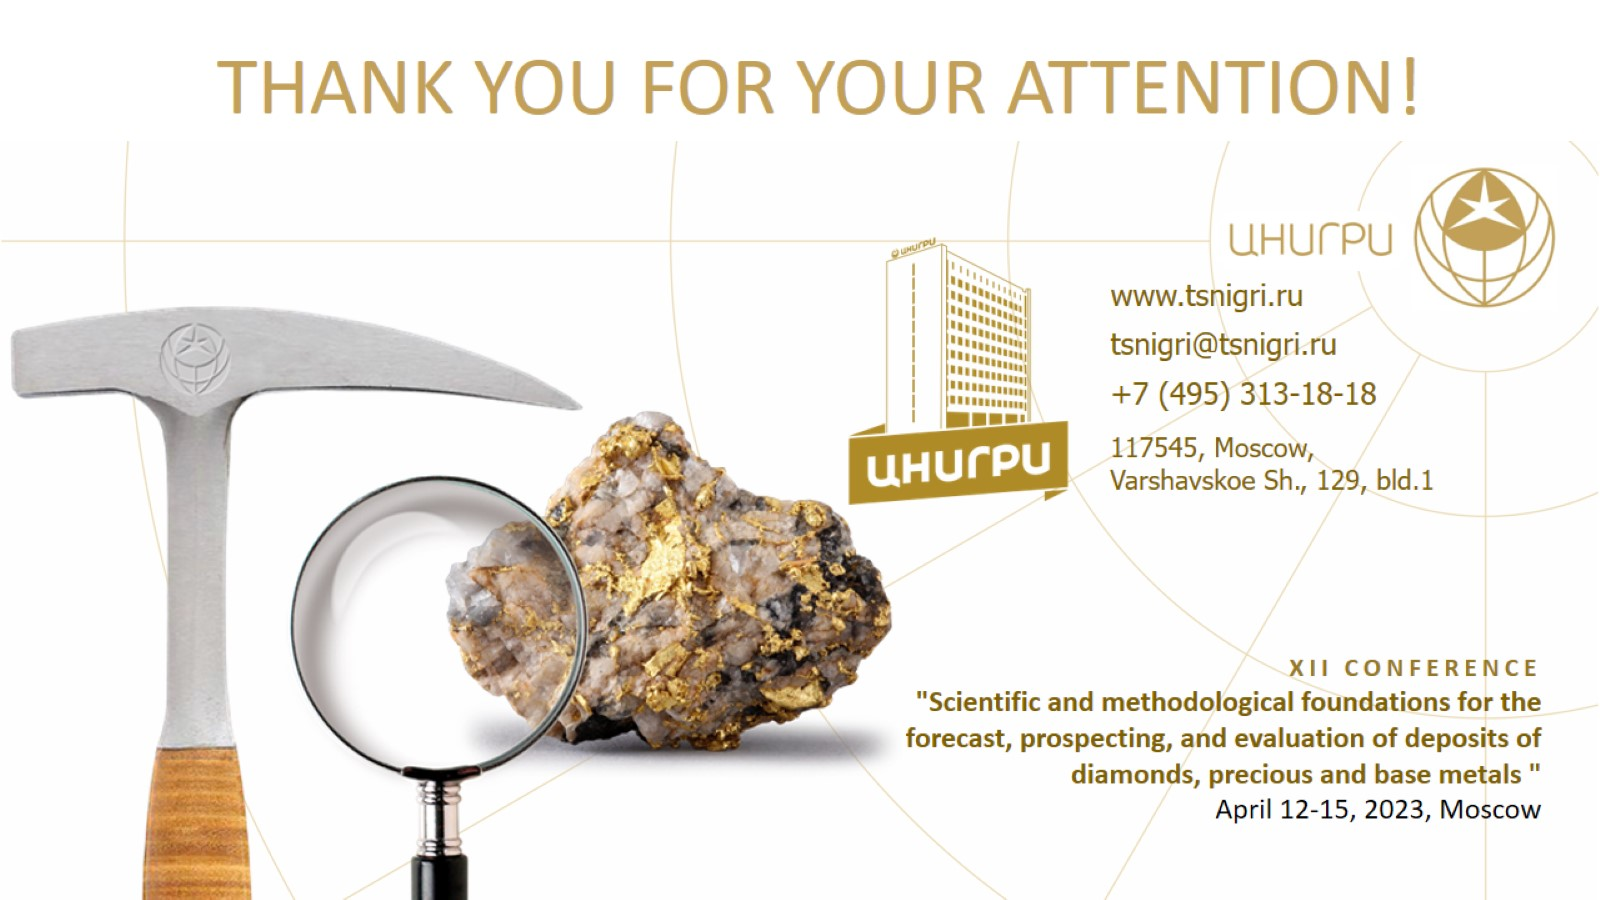 THANK YOU FOR YOUR ATTENTION!
ЦНИГРИ
ЦНИГРИ
www.tsnigri.ru
tsnigri@tsnigri.ru
+7 (495) 313-18-18
117545, Moscow,
Varshavskoe Sh., 129, bld.1
ЦНИГРИ
XII CONFERENCE
"Scientific and methodological foundations for the
forecast, prospecting, and evaluation of deposits of
diamonds, precious and base metals "
April 12-15, 2023, Moscow